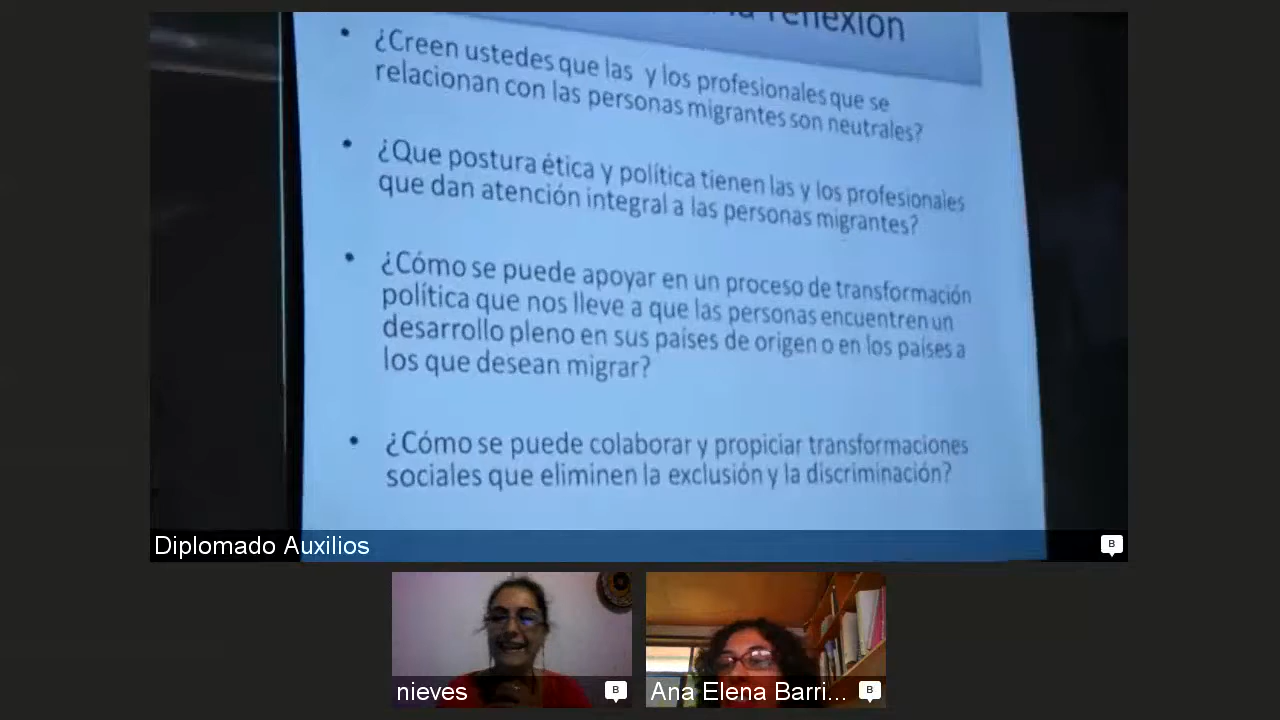 la reflexión
• ¿Creen ustedes que las y los profesionales que se
relacionan con las personas migrantes son neutrales?
• ¿Que postura ética y política tienen las y los profesionales
que dan atención integral a las personas migrantes?
• ¿Cómo se puede apoyar en un proceso de transformación
política que nos lleve a que las personas encuentren un
desarrollo pleno en sus países de origen o en los países a
los que desean migrar?
• ¿Cómo se puede colaborar y propiciar transformaciones
sociales que eliminen la exclusión y la discriminación?
Diplomado Auxilios
B
nieves
B
Ana Elena Barri...
B